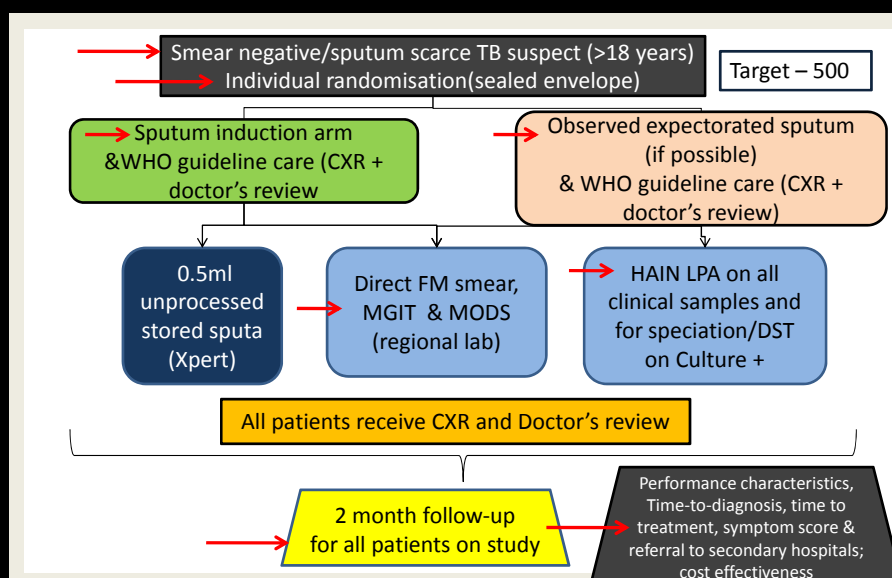 Smear negative/sputum scarce TB suspect (>18 years)
Individual randomisation(sealed envelope)
Target – 500
Sputum induction arm
&WHO guideline care (CXR +
doctor's review
Observed expectorated sputum
(if possible)
& WHO guideline care (CXR +
doctor's review)
0.5ml
unprocessed
stored sputa
(Xpert)
Direct FM smear,
MGIT & MODS
(regional lab)
HAIN LPA on all
clinical samples and
for speciation/DST
on Culture +
All patients receive CXR and Doctor's review
2 month follow-up
for all patients on study
Performance characteristics,
Time-to-diagnosis, time to
treatment, symptom score &
referral to secondary hospitals;
cost effectiveness